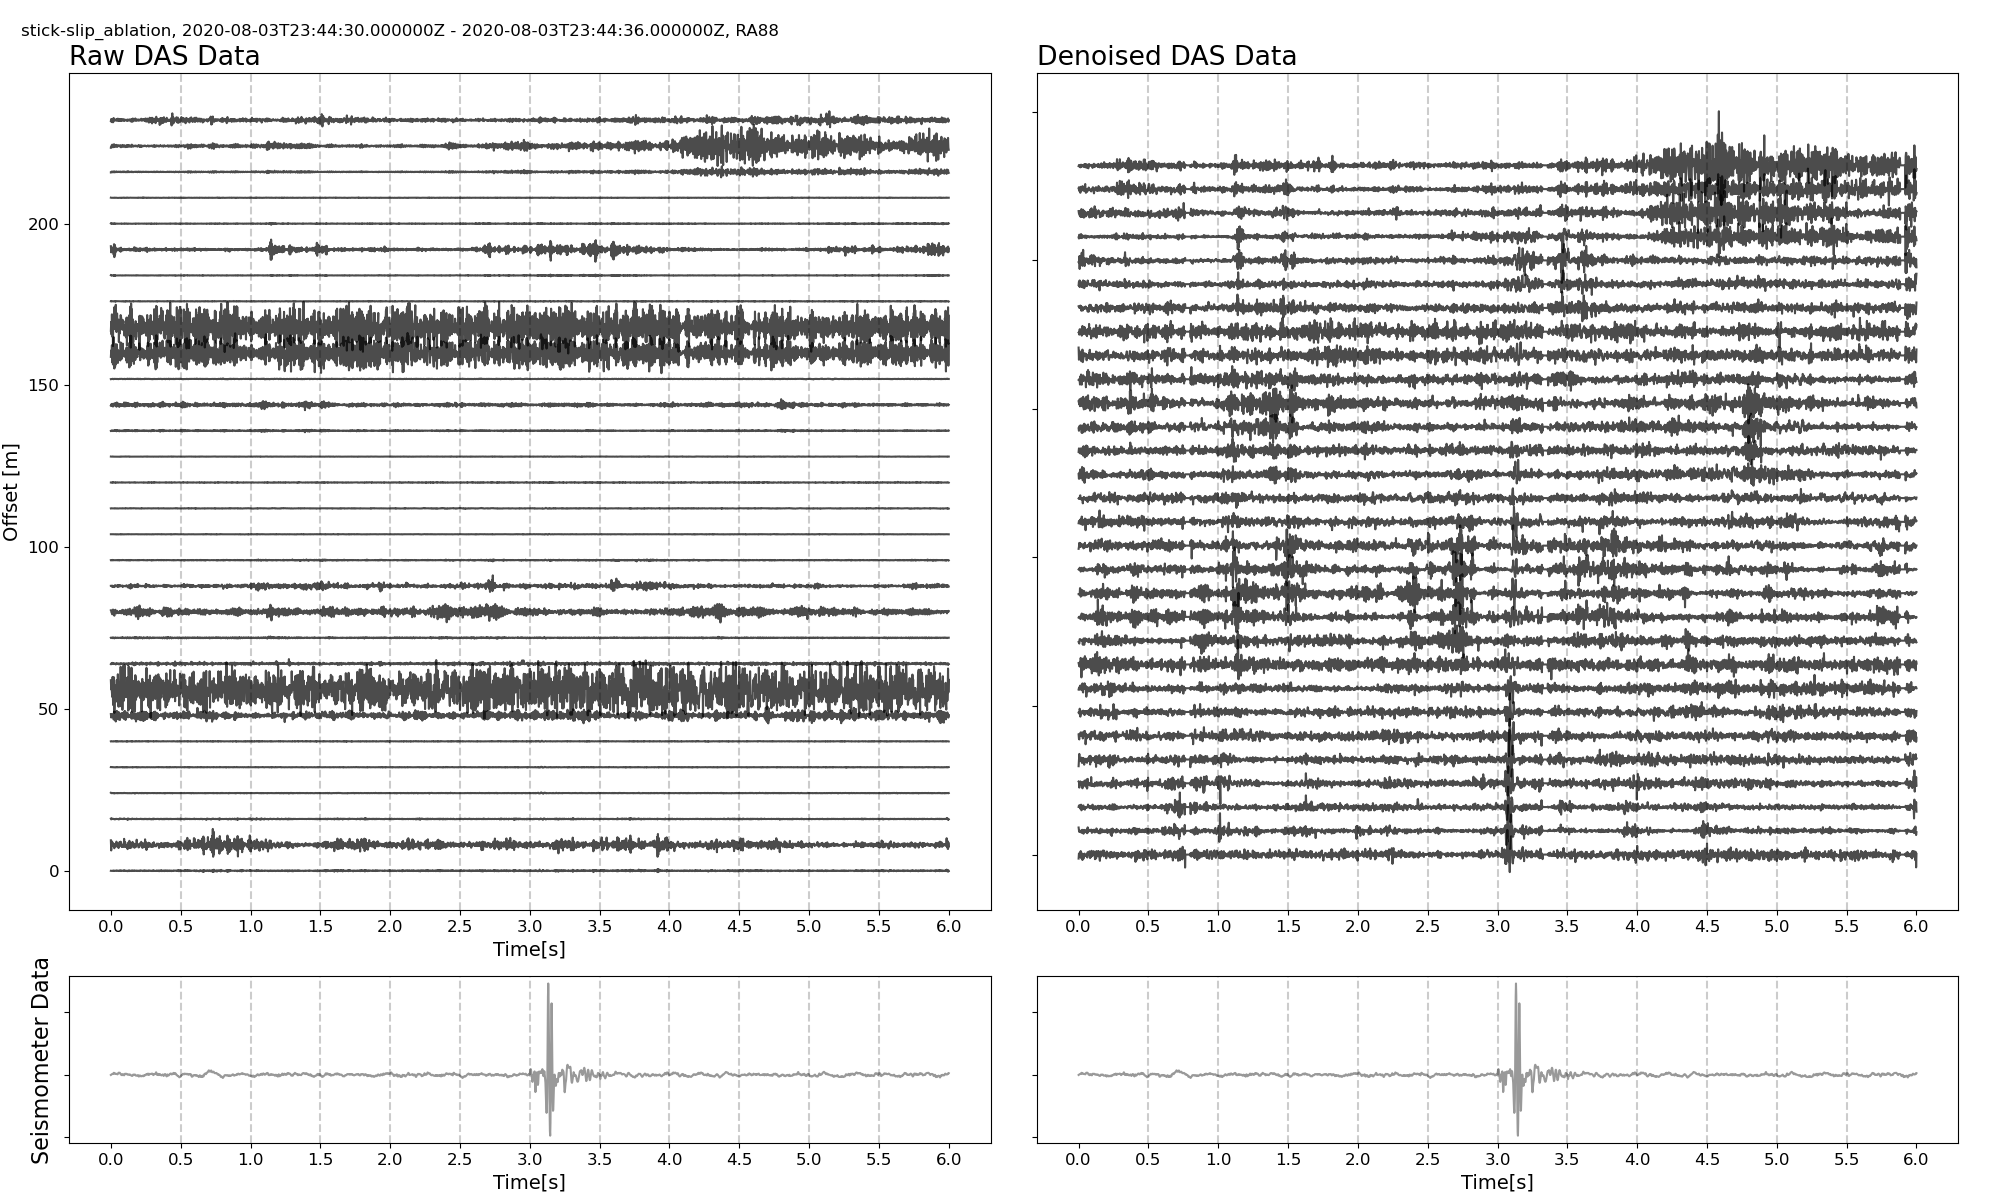 stick-slip_ablation, 2020-08-03T23:44:30.000000Z - 2020-08-03T23:44:36.000000Z, RA88
Raw DAS Data
Denoised DAS Data
Offset [m]
200
150
100
50
0
0.0 0.5 1.0 1.5 2.0 2.5 3.0 3.5 4.0 4.5 5.0 5.5 6.0
Time[s]
0.0 0.5 1.0 1.5 2.0 2.5 3.0 3.5 4.0 4.5 5.0 5.5 6.0
Seismometer Data
0.0 0.5 1.0 1.5 2.0 2.5 3.0 3.5 4.0 4.5 5.0 5.5 6.0
Time[s]
0.0 0.5 1.0 1.5 2.0 2.5 3.0 3.5 4.0 4.5 5.0 5.5 6.0
Time[s]